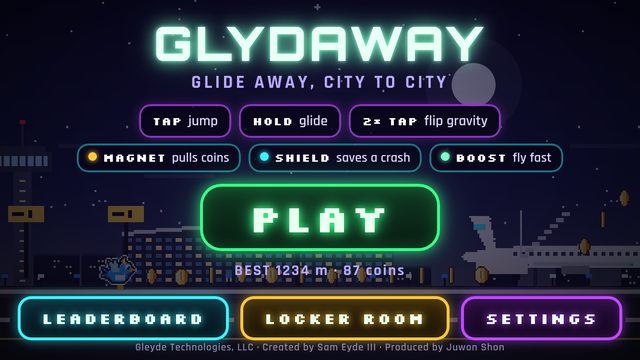 GLYDAWAY
GLIDE AWAY, CITY TO CITY
TAP jump HOLD glide 2x TAP flip gravity
MAGNET pulls coins SHIELD saves a crash BOOST fly fast
PLAY
BEST 1234 m · 87 coins
LEADERBOARD LOCKER ROOM SETTINGS
Gleyde Technologies, LLC · Created by Sam Eyde III · Produced by Juwon Shon